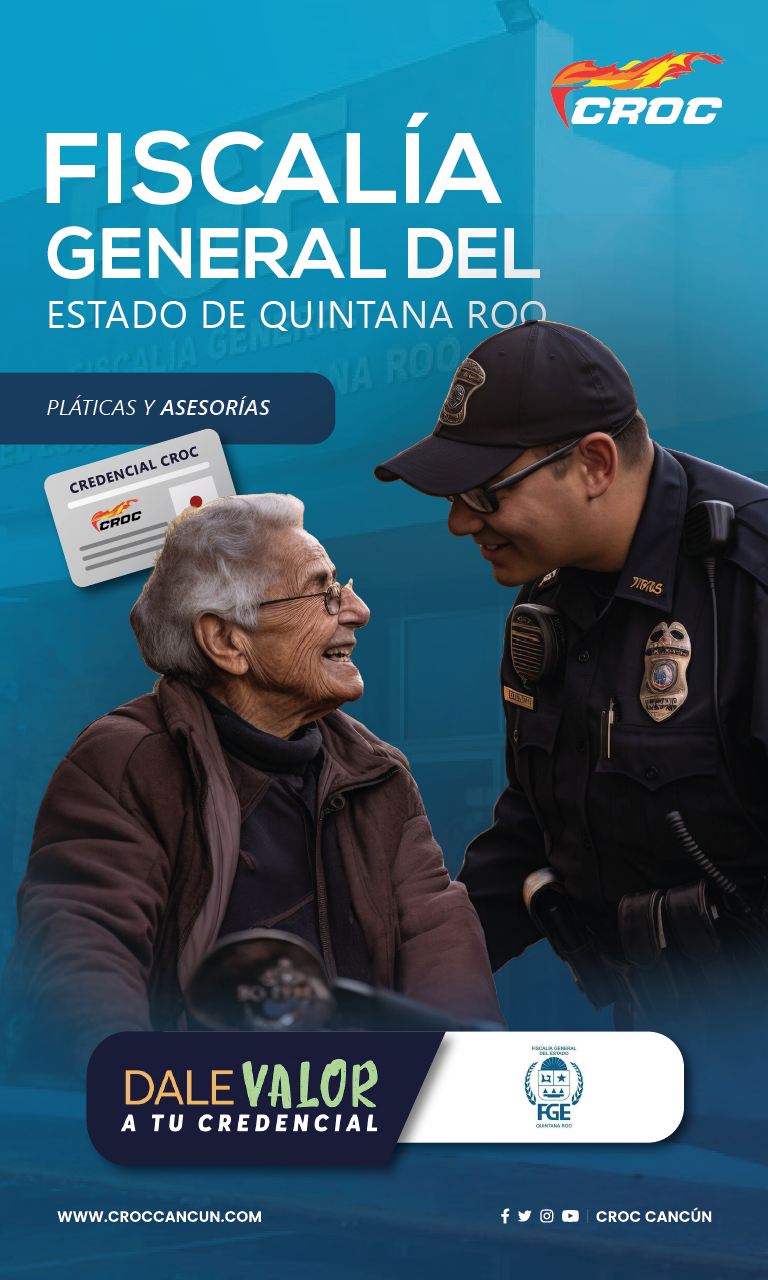 CROC
FISCALÍA
GENERAL DEL
ESTADO DE QUINTANA ROO
PLÁTICAS Y ASESORÍAS
CREDENCIAL CROC
CROC
DALE VALOR
A TU CREDENCIAL
FISCALÍA GENERAL
DEL ESTADO
FGE
QUINTANA ROO
WWW.CROCCANCUN.COM
CROC CANCÚN